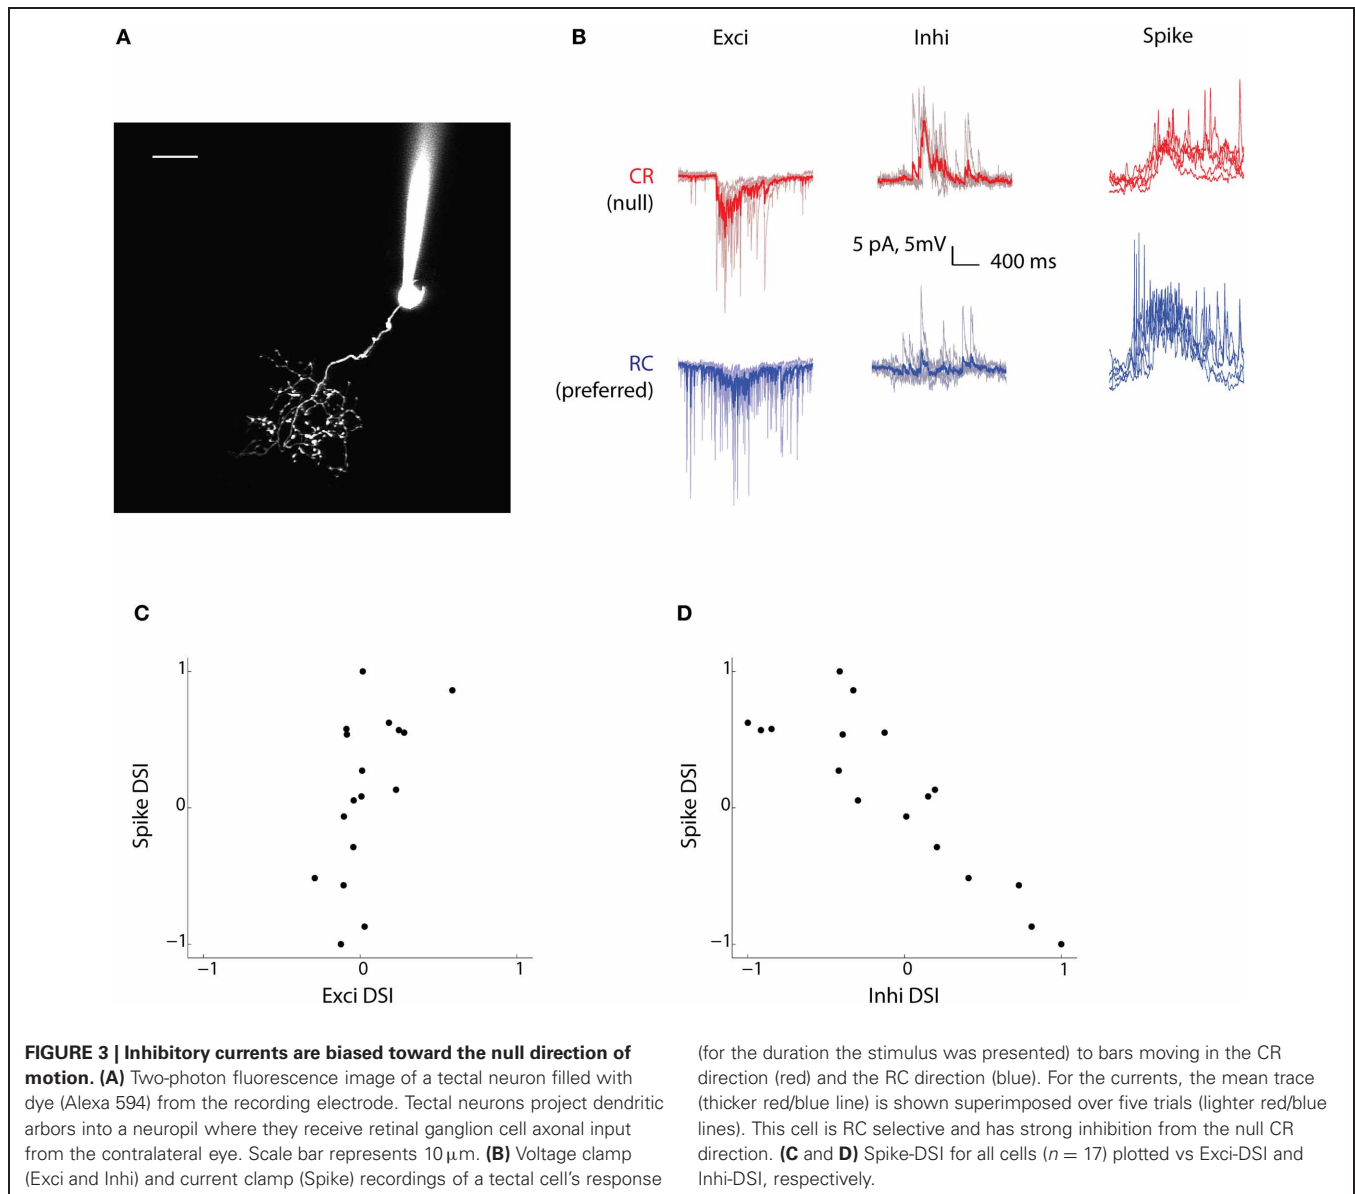 A
B
Exci
Inhi
Spike
CR
(null)
5 pA, 5mV
400 ms
RC
(preferred)
C
D
1
0
−1
Spike DSI
−1
0
1
Exci DSI
1
0
−1
Spike DSI
−1
0
1
Inhi DSI
FIGURE 3 | Inhibitory currents are biased toward the null direction of
motion. (A) Two-photon fluorescence image of a tectal neuron filled with
dye (Alexa 594) from the recording electrode. Tectal neurons project dendritic
arbors into a neuropil where they receive retinal ganglion cell axonal input
from the contralateral eye. Scale bar represents 10 μm. (B) Voltage clamp
(Exci and Inhi) and current clamp (Spike) recordings of a tectal cell's response
(for the duration the stimulus was presented) to bars moving in the CR
direction (red) and the RC direction (blue). For the currents, the mean trace
(thicker red/blue line) is shown superimposed over five trials (lighter red/blue
lines). This cell is RC selective and has strong inhibition from the null CR
direction. (C and D) Spike-DSI for all cells (n = 17) plotted vs Exci-DSI and
Inhi-DSI, respectively.